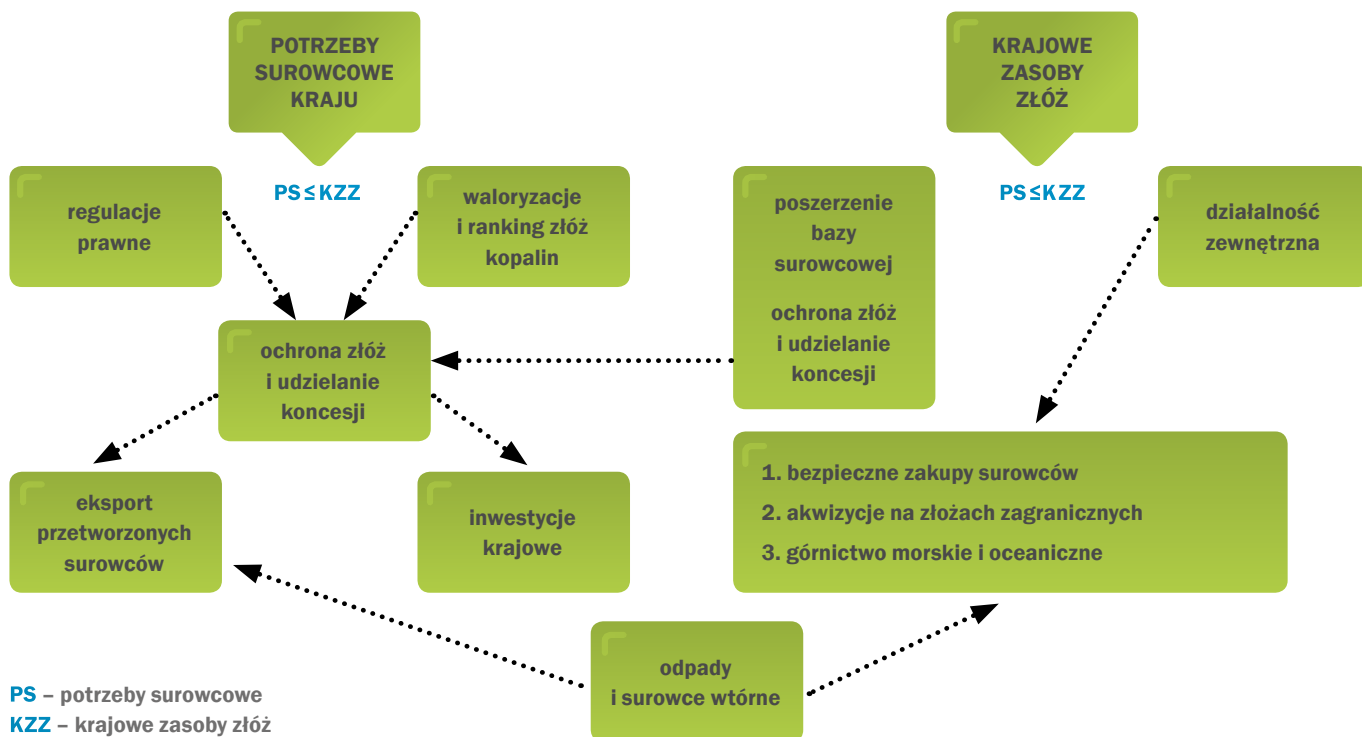 POTRZEBY
SUROWCOWE
KRAJU
KRAJOWE
ZASOBY
ZŁÓŻ
regulacje
prawne
PS≤KZZ
waloryzacje
i ranking złóż
kopalin
poszerzenie
bazy
surowcowej
ochrona złóż
i udzielanie
koncesji
PS≤KZZ
działalność
zewnętrzna
ochrona złóż
i udzielanie
koncesji
eksport
przetworzonych
surowców
inwestycje
krajowe
1. bezpieczne zakupy surowców
2. akwizycje na złożach zagranicznych
3. górnictwo morskie i oceaniczne
odpady
i surowce wtórne
PS – potrzeby surowcowe
KZZ – krajowe zasoby złóż